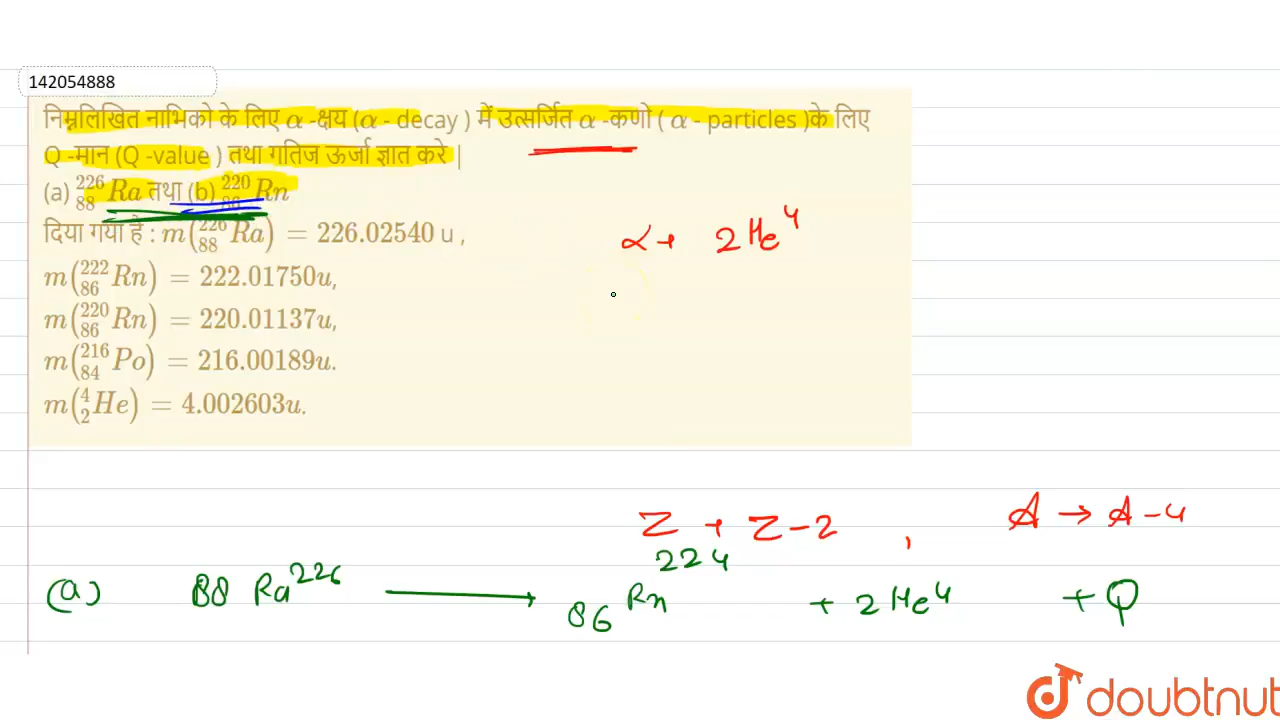 142054888
निम्नलिखित नाभिको के लिए α -क्षय (α - decay ) में उत्सर्जित α -कणो ( α - particles )के लिए
Q -मान (Q -value ) तथा गतिज ऊर्जा ज्ञात करे |
(a) ²²⁶₈₈Ra तथा (b) ²²⁰₈₆Rn
दिया गया है : m(²²⁶₈₈Ra) = 226.02540 u ,
m(²²²₈₆Rn) = 222.01750u,
m(²²⁰₈₆Rn) = 220.01137u,
m(²¹⁶₈₄Po) = 216.00189u.
m(⁴₂He) = 4.002603u.
α → ₂He⁴
Z → Z-2 , A → A-4
(a) ₈₈Ra²²⁶ → ₈₆Rn²²⁴ + ₂He⁴ + Q
doubtnut